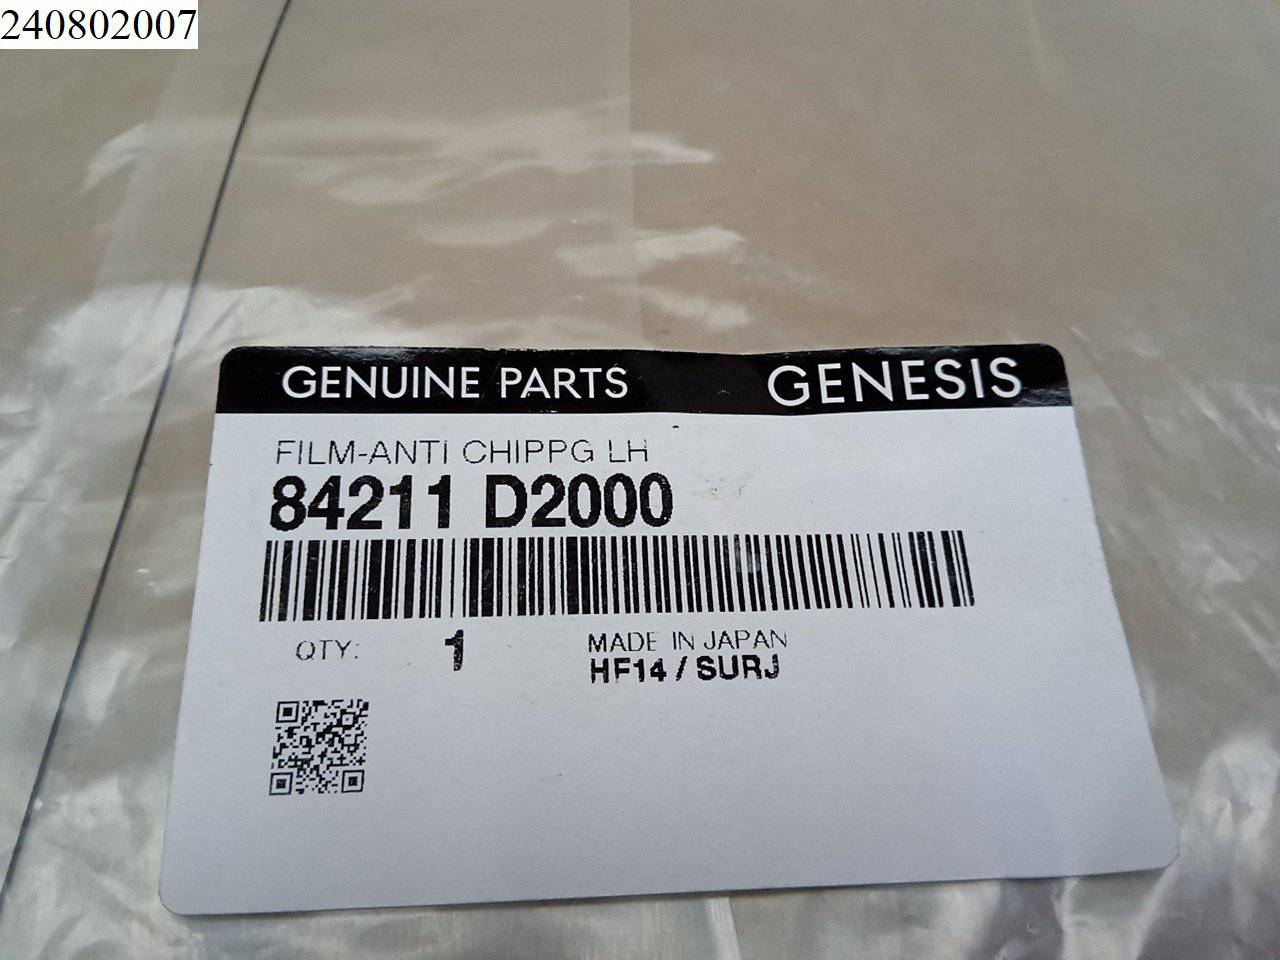 240802007
GENUINE PARTS GENESIS
FILM-ANTI CHIPPG LH
84211 D2000
QTY: 1 MADE IN JAPAN
HF14 / SURJ